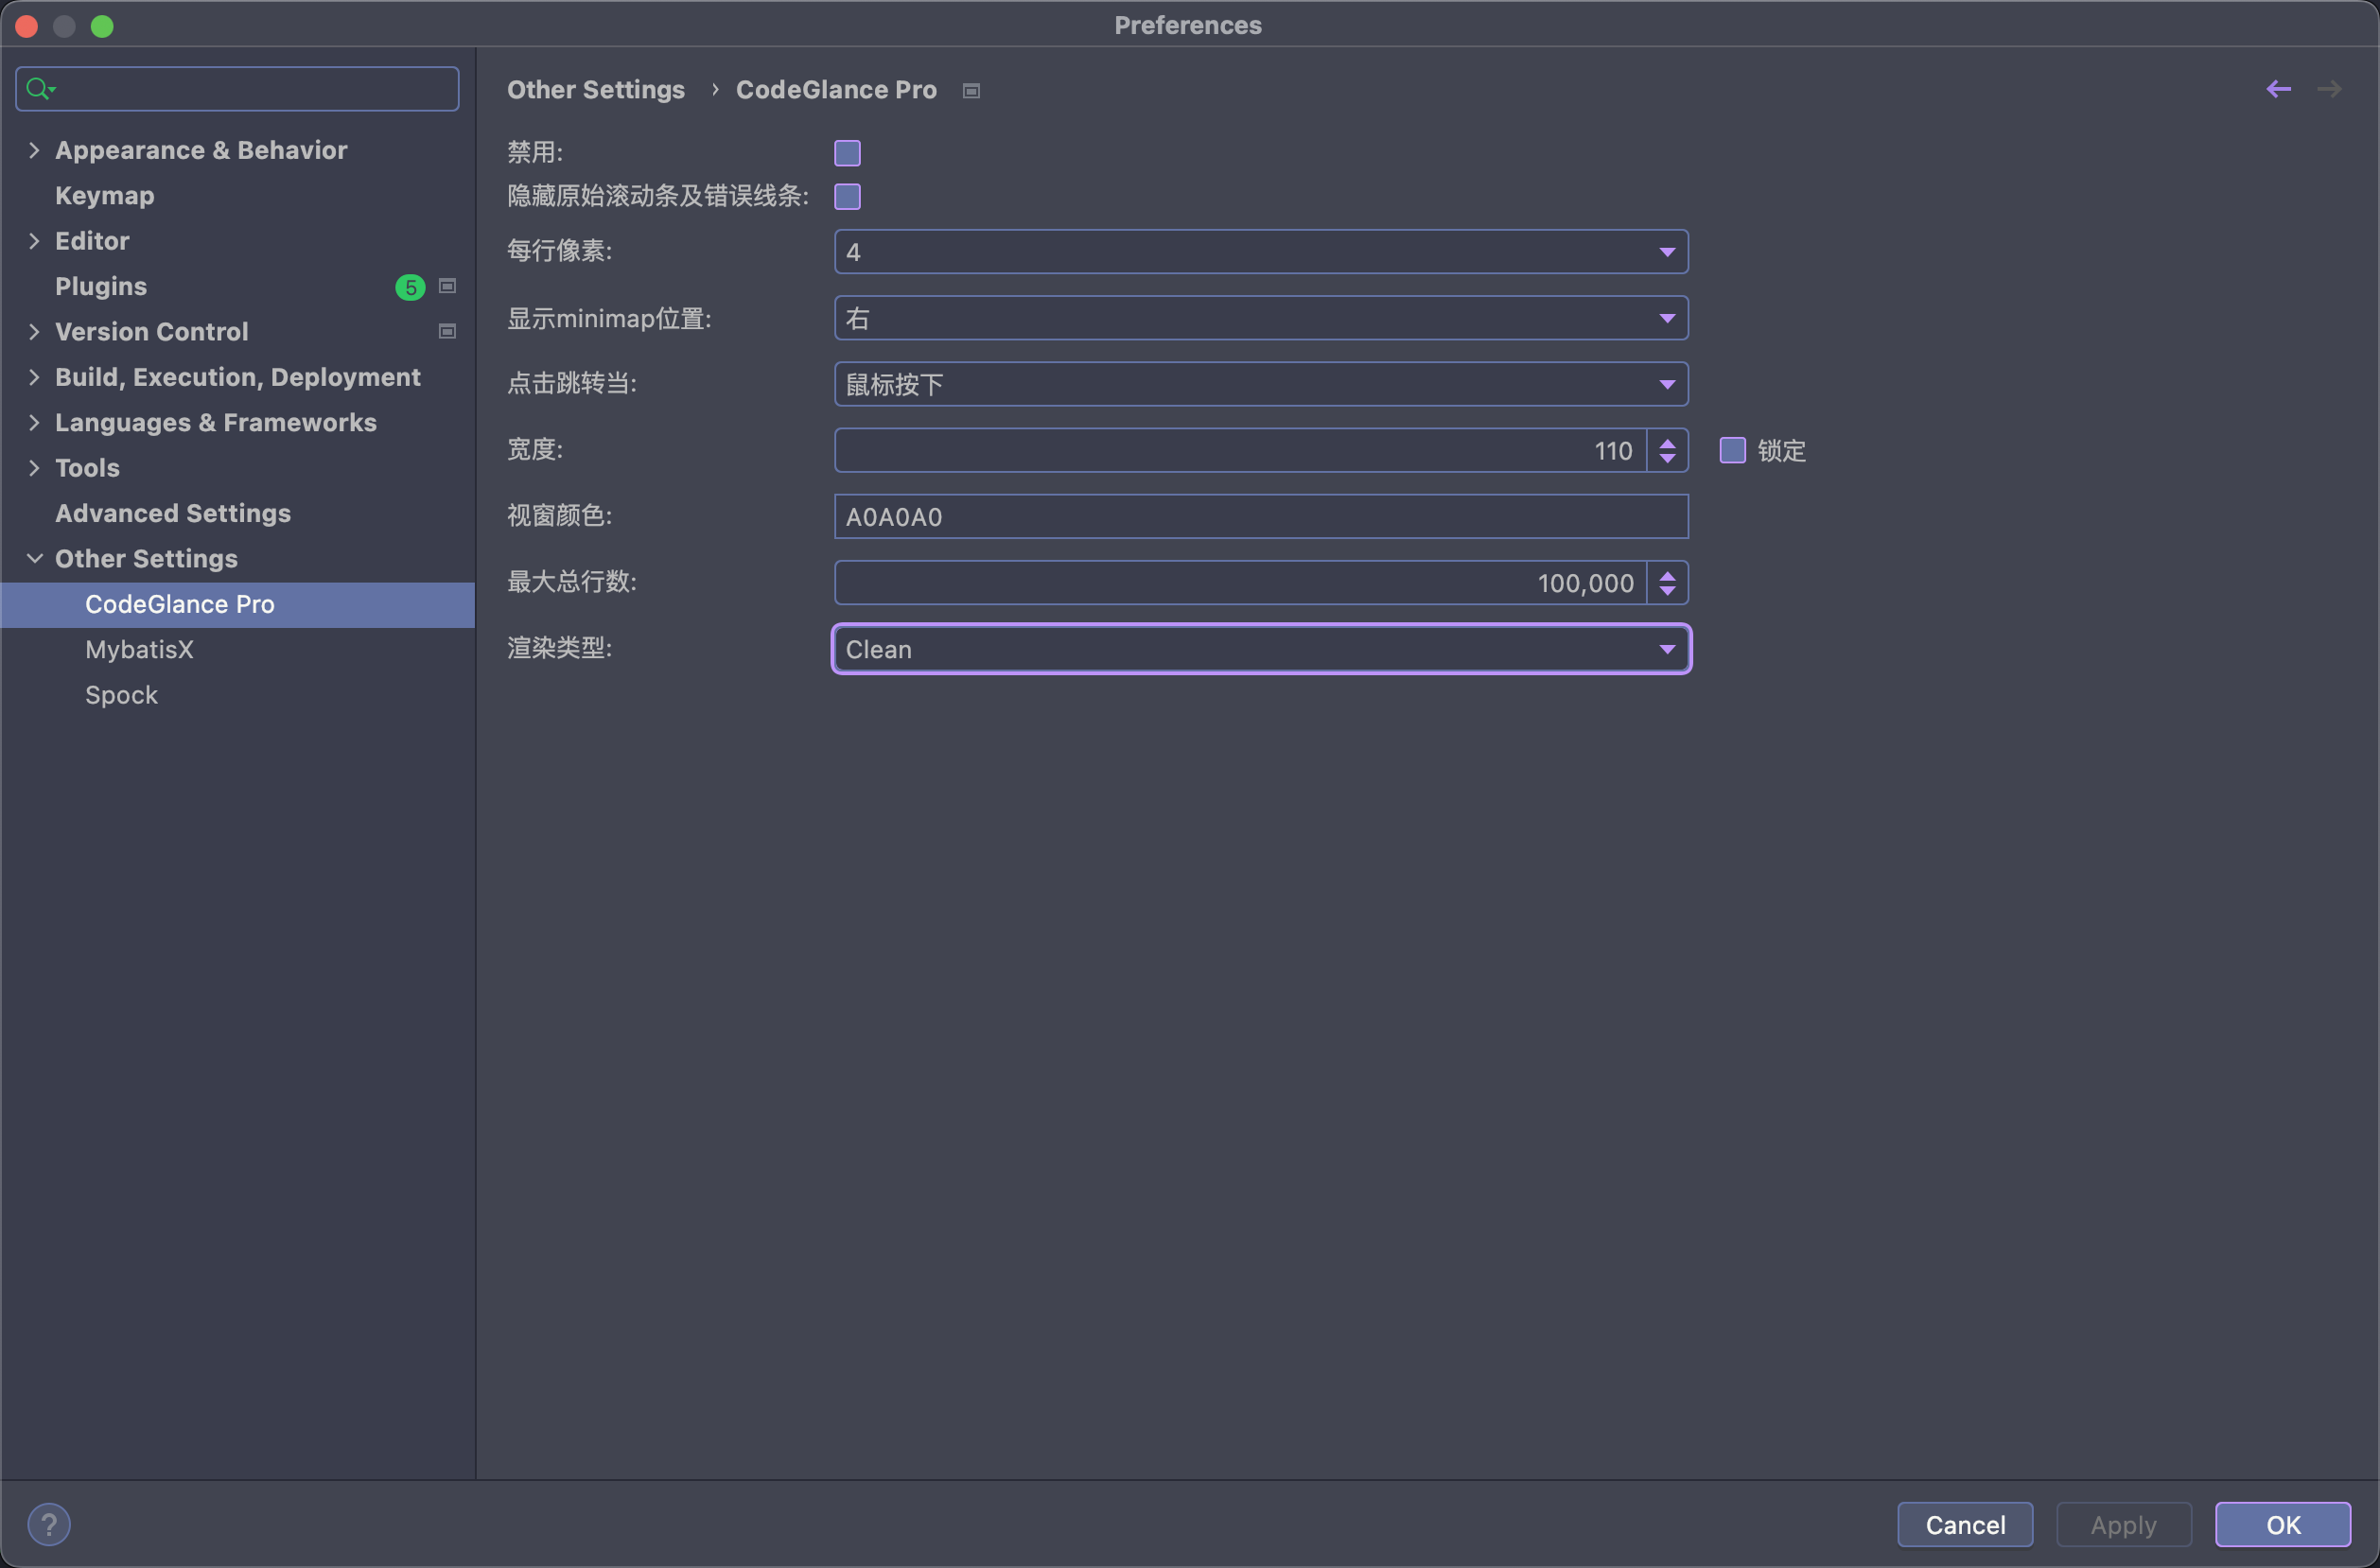 Preferences
Other Settings › CodeGlance Pro
Appearance & Behavior
Keymap
Editor
Plugins 5
Version Control
Build, Execution, Deployment
Languages & Frameworks
Tools
Advanced Settings
Other Settings
CodeGlance Pro
MybatisX
Spock
禁用:
隐藏原始滚动条及错误线条:
每行像素: 4
显示minimap位置: 右
点击跳转当: 鼠标按下
宽度: 110 锁定
视窗颜色: A0A0A0
最大总行数: 100,000
渲染类型: Clean
? Cancel Apply OK